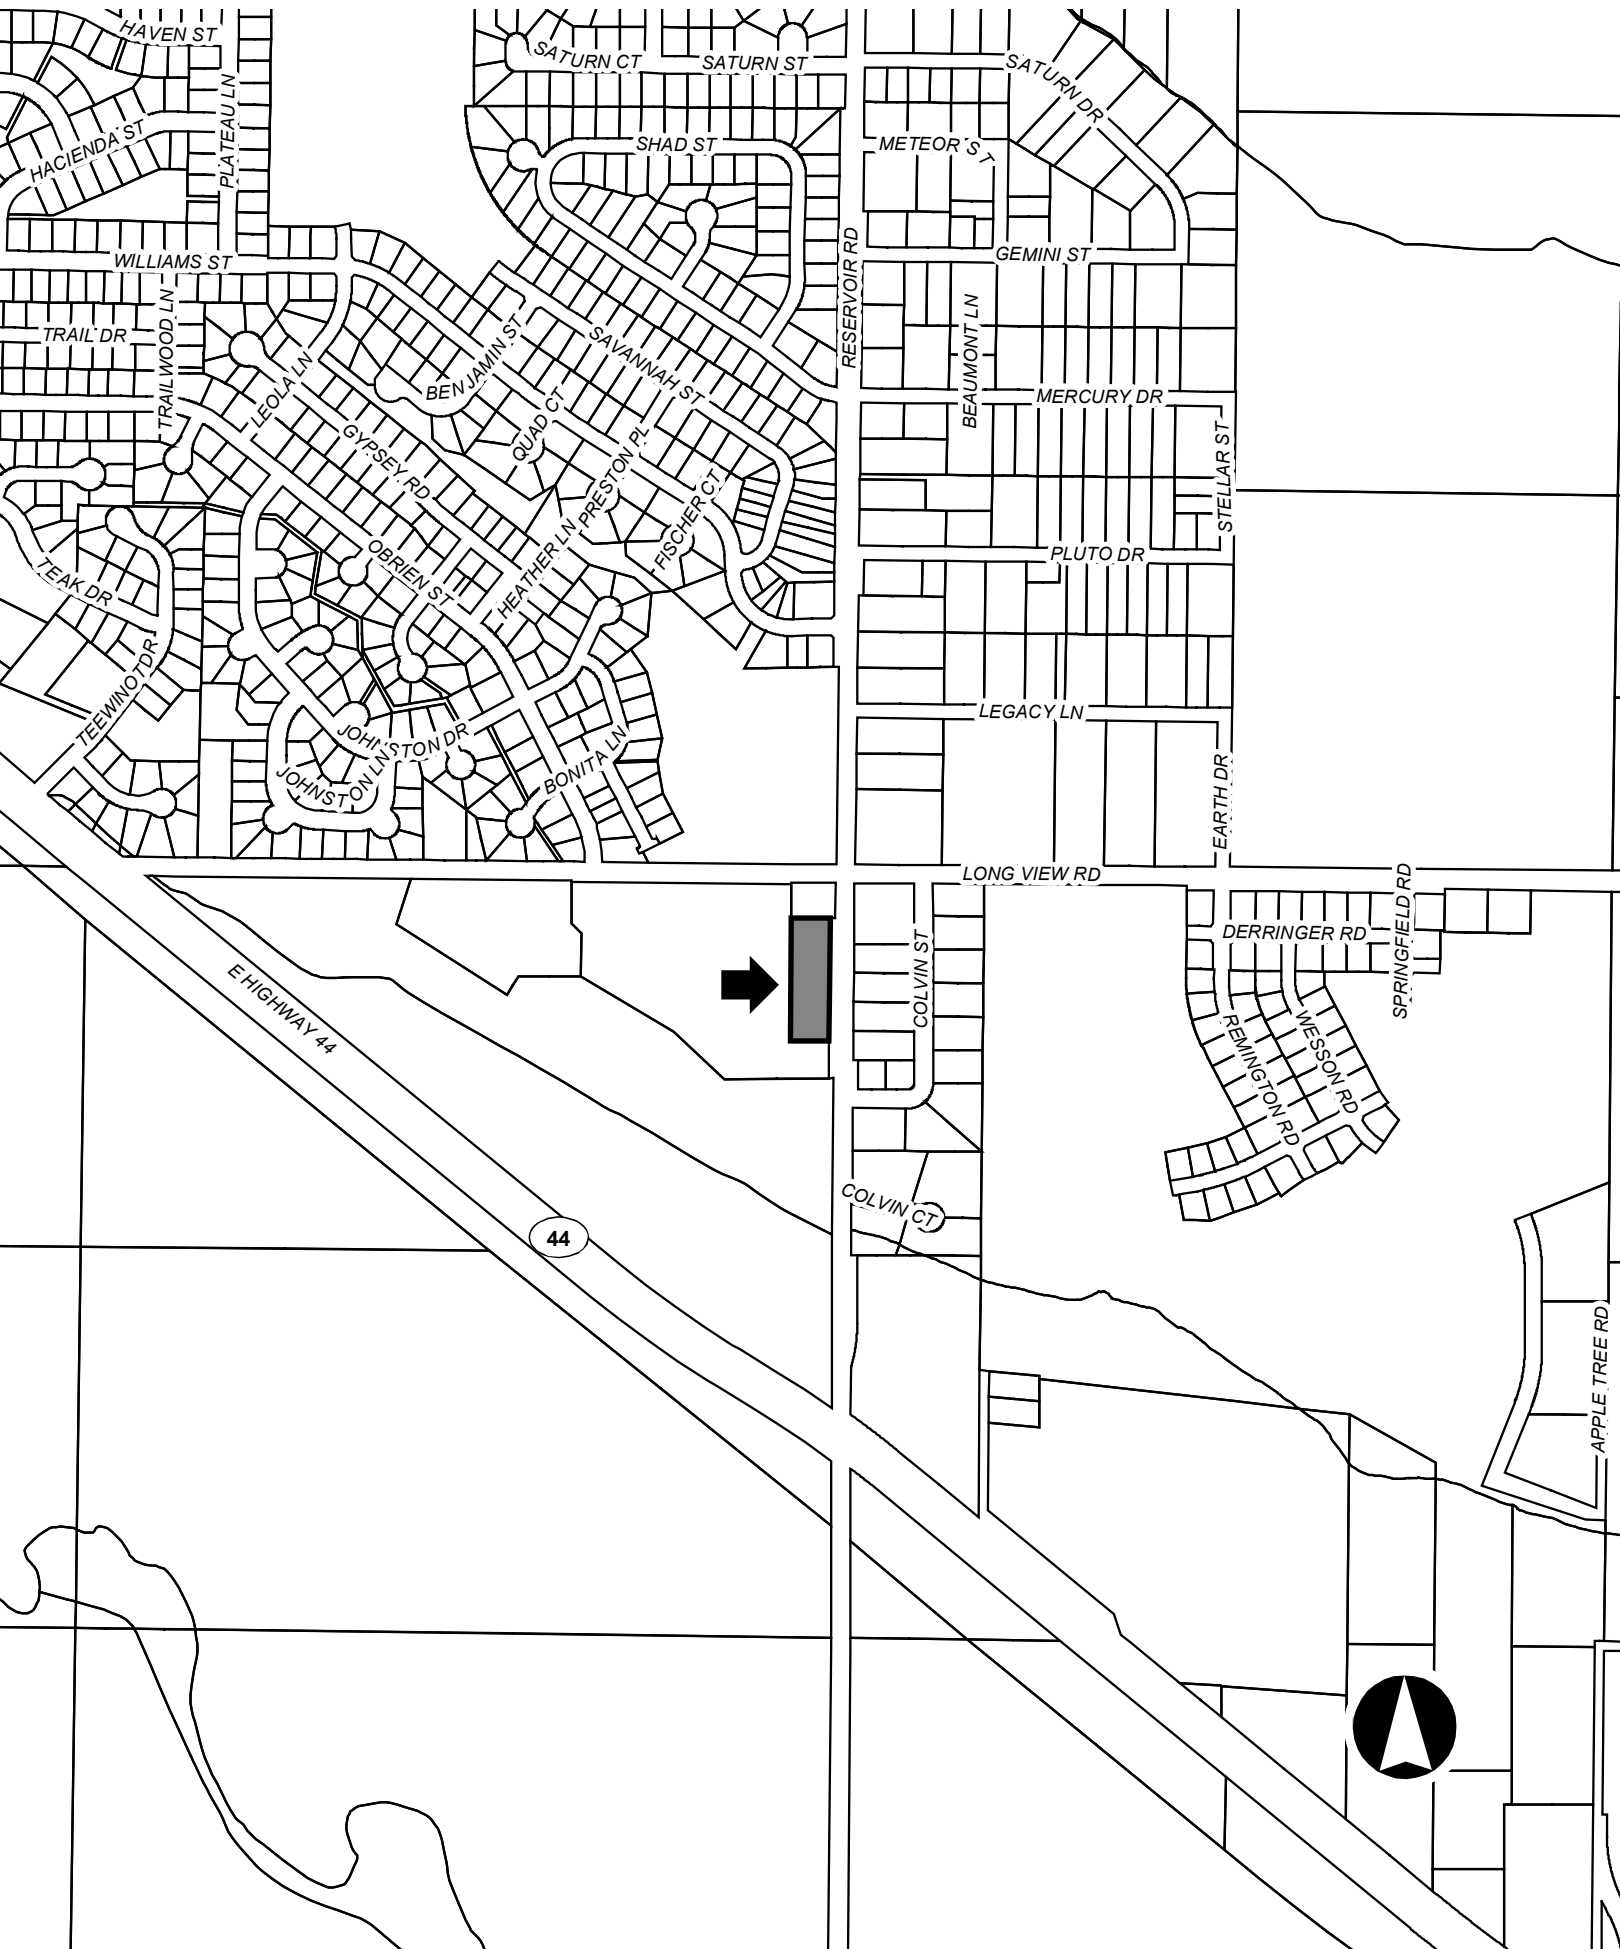 HAVEN ST
SATURN CT
SATURN ST
SATURN DR
PLATEAU LN
HACIENDA ST
SHAD ST
METEOR ST
WILLIAMS ST
RESERVOIR RD
GEMINI ST
TRAIL DR
TRAILWOOD LN
LEOLA LN
BENJAMIN ST
SAVANNAH ST
BEAUMONT LN
MERCURY DR
QUAD CT
GYPSEY RD
PRESTON PL
FISCHER CT
STELLAR ST
HEATHER LN
OBRIEN ST
PLUTO DR
TEAK DR
TEEWINOT DR
LEGACY LN
JOHNSTON DR
JOHNSTON LN
BONITA LN
EARTH DR
LONG VIEW RD
SPRINGFIELD RD
COLVIN ST
DERRINGER RD
E HIGHWAY 44
REMINGTON RD
WESSON RD
COLVIN CT
44
APPLE TREE RD